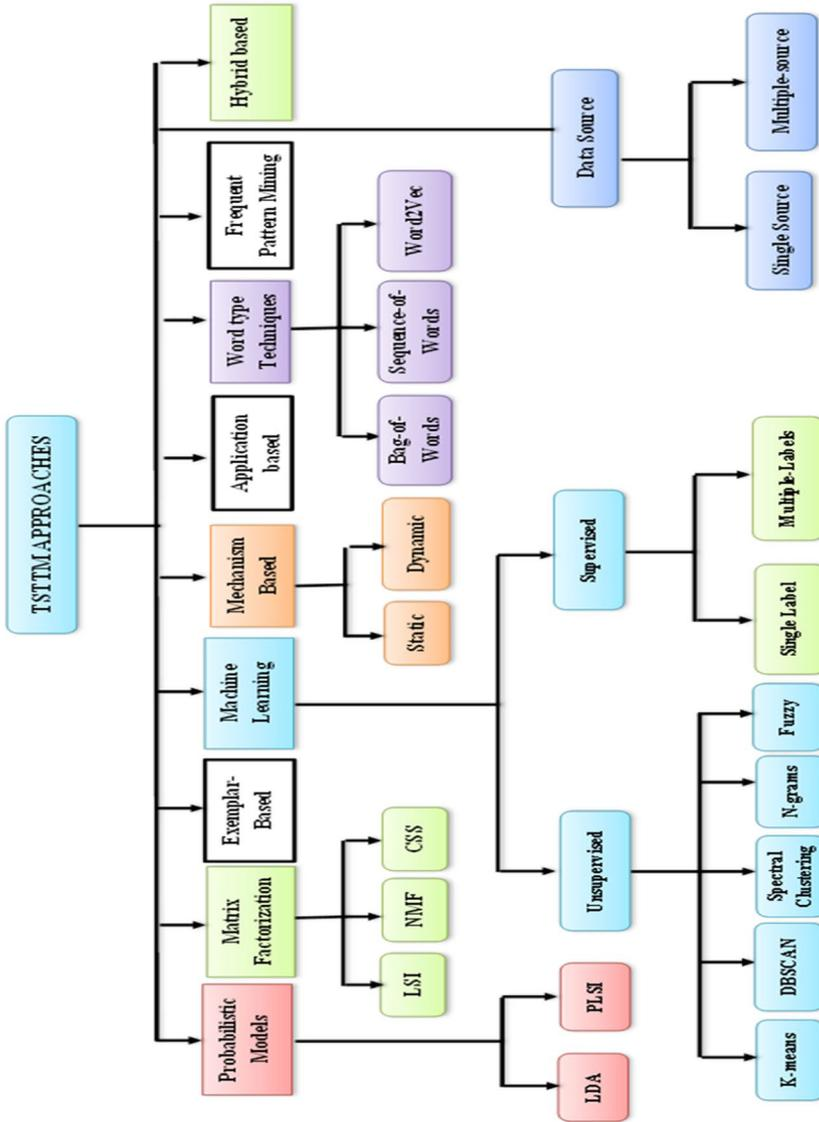 TSTTM APPROACHES
Probabilistic
Models
Matrix
Factorization
Exemplar-
Based
Machine
Learning
Mechanism
Based
Application
based
Word type
Techniques
Frequent
Pattern Mining
Hybrid based
LSI
NMF
CSS
Static
Dynamic
Bag-of-
Words
Sequence-of-
Words
Word2Vec
LDA
PLSI
Unsupervised
Supervised
Data Source
K-means
DBSCAN
Spectral
Clustering
N-grams
Fuzzy
Single Label
Multiple-Labels
Single Source
Multiple-source